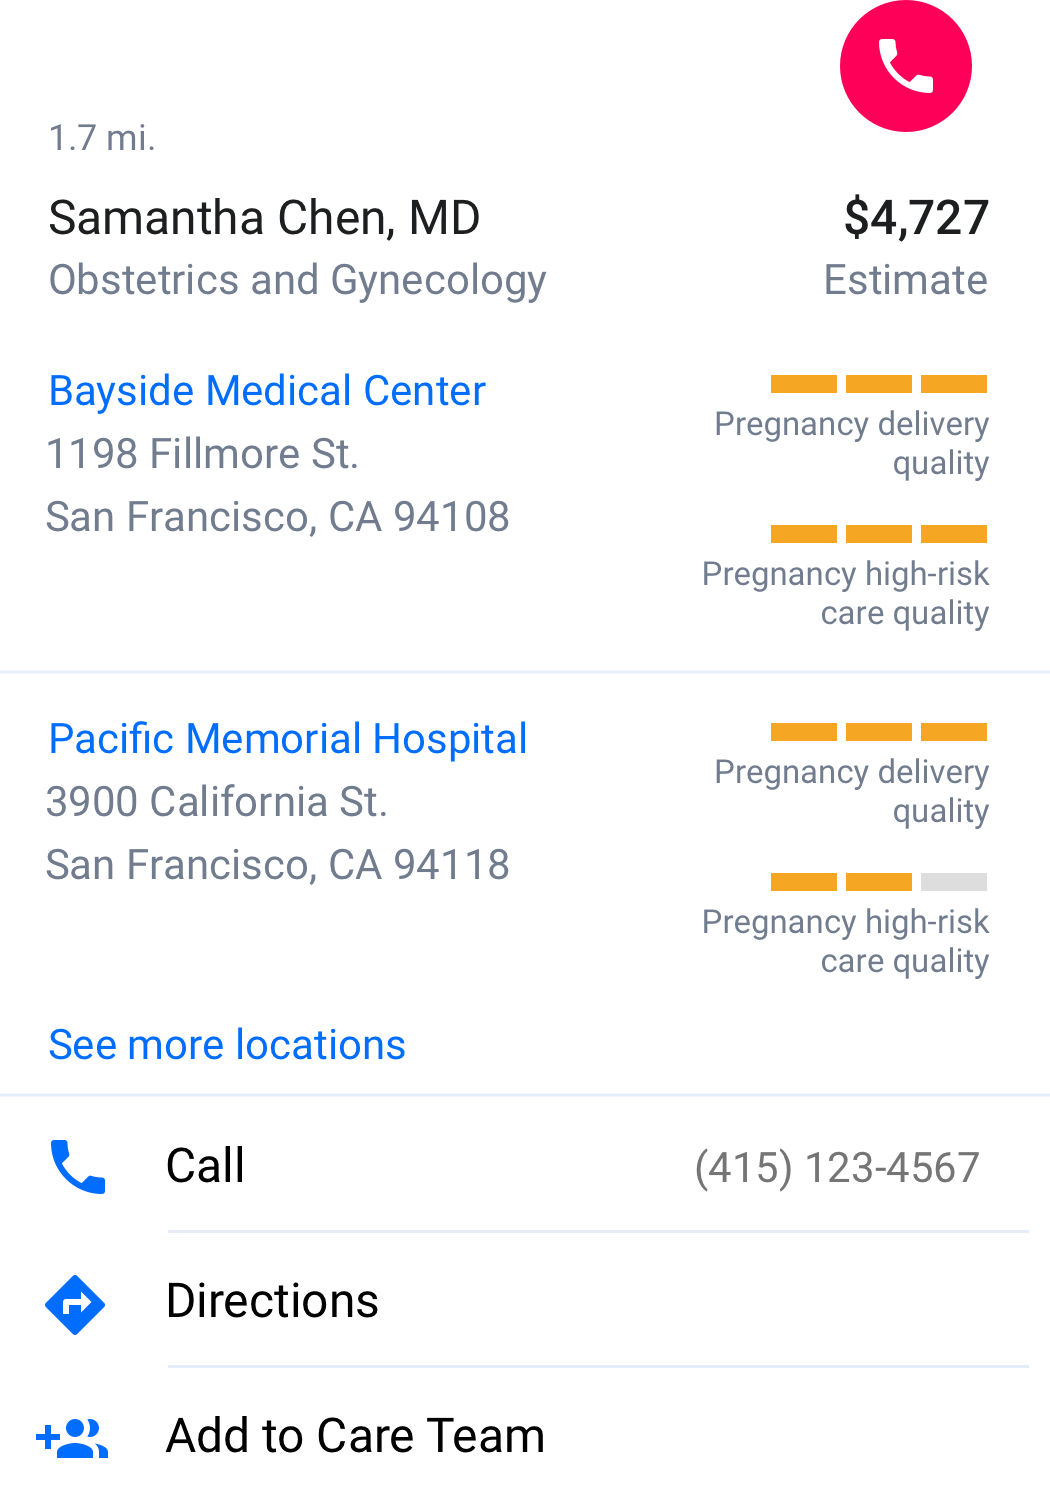 1.7 mi.
Samantha Chen, MD
$4,727
Obstetrics and Gynecology
Estimate
Bayside Medical Center
1198 Fillmore St.
San Francisco, CA 94108
Pregnancy delivery
quality
Pregnancy high-risk
care quality
Pacific Memorial Hospital
3900 California St.
San Francisco, CA 94118
Pregnancy delivery
quality
Pregnancy high-risk
care quality
See more locations
Call
(415) 123-4567
Directions
Add to Care Team